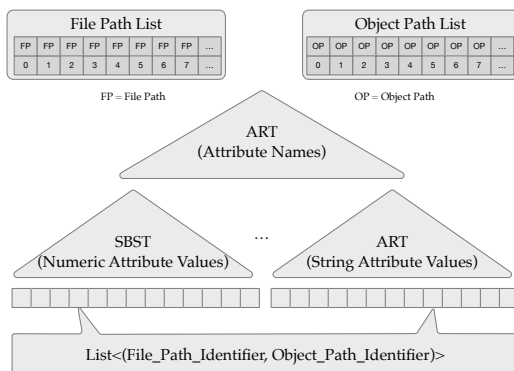 File Path List
FP FP FP FP FP FP FP FP ...
0 1 2 3 4 5 6 7 ...
FP = File Path
Object Path List
OP OP OP OP OP OP OP OP ...
0 1 2 3 4 5 6 7 ...
OP = Object Path
ART
(Attribute Names)
SBST
(Numeric Attribute Values)
...
ART
(String Attribute Values)
List<(File_Path_Identifier, Object_Path_Identifier)>